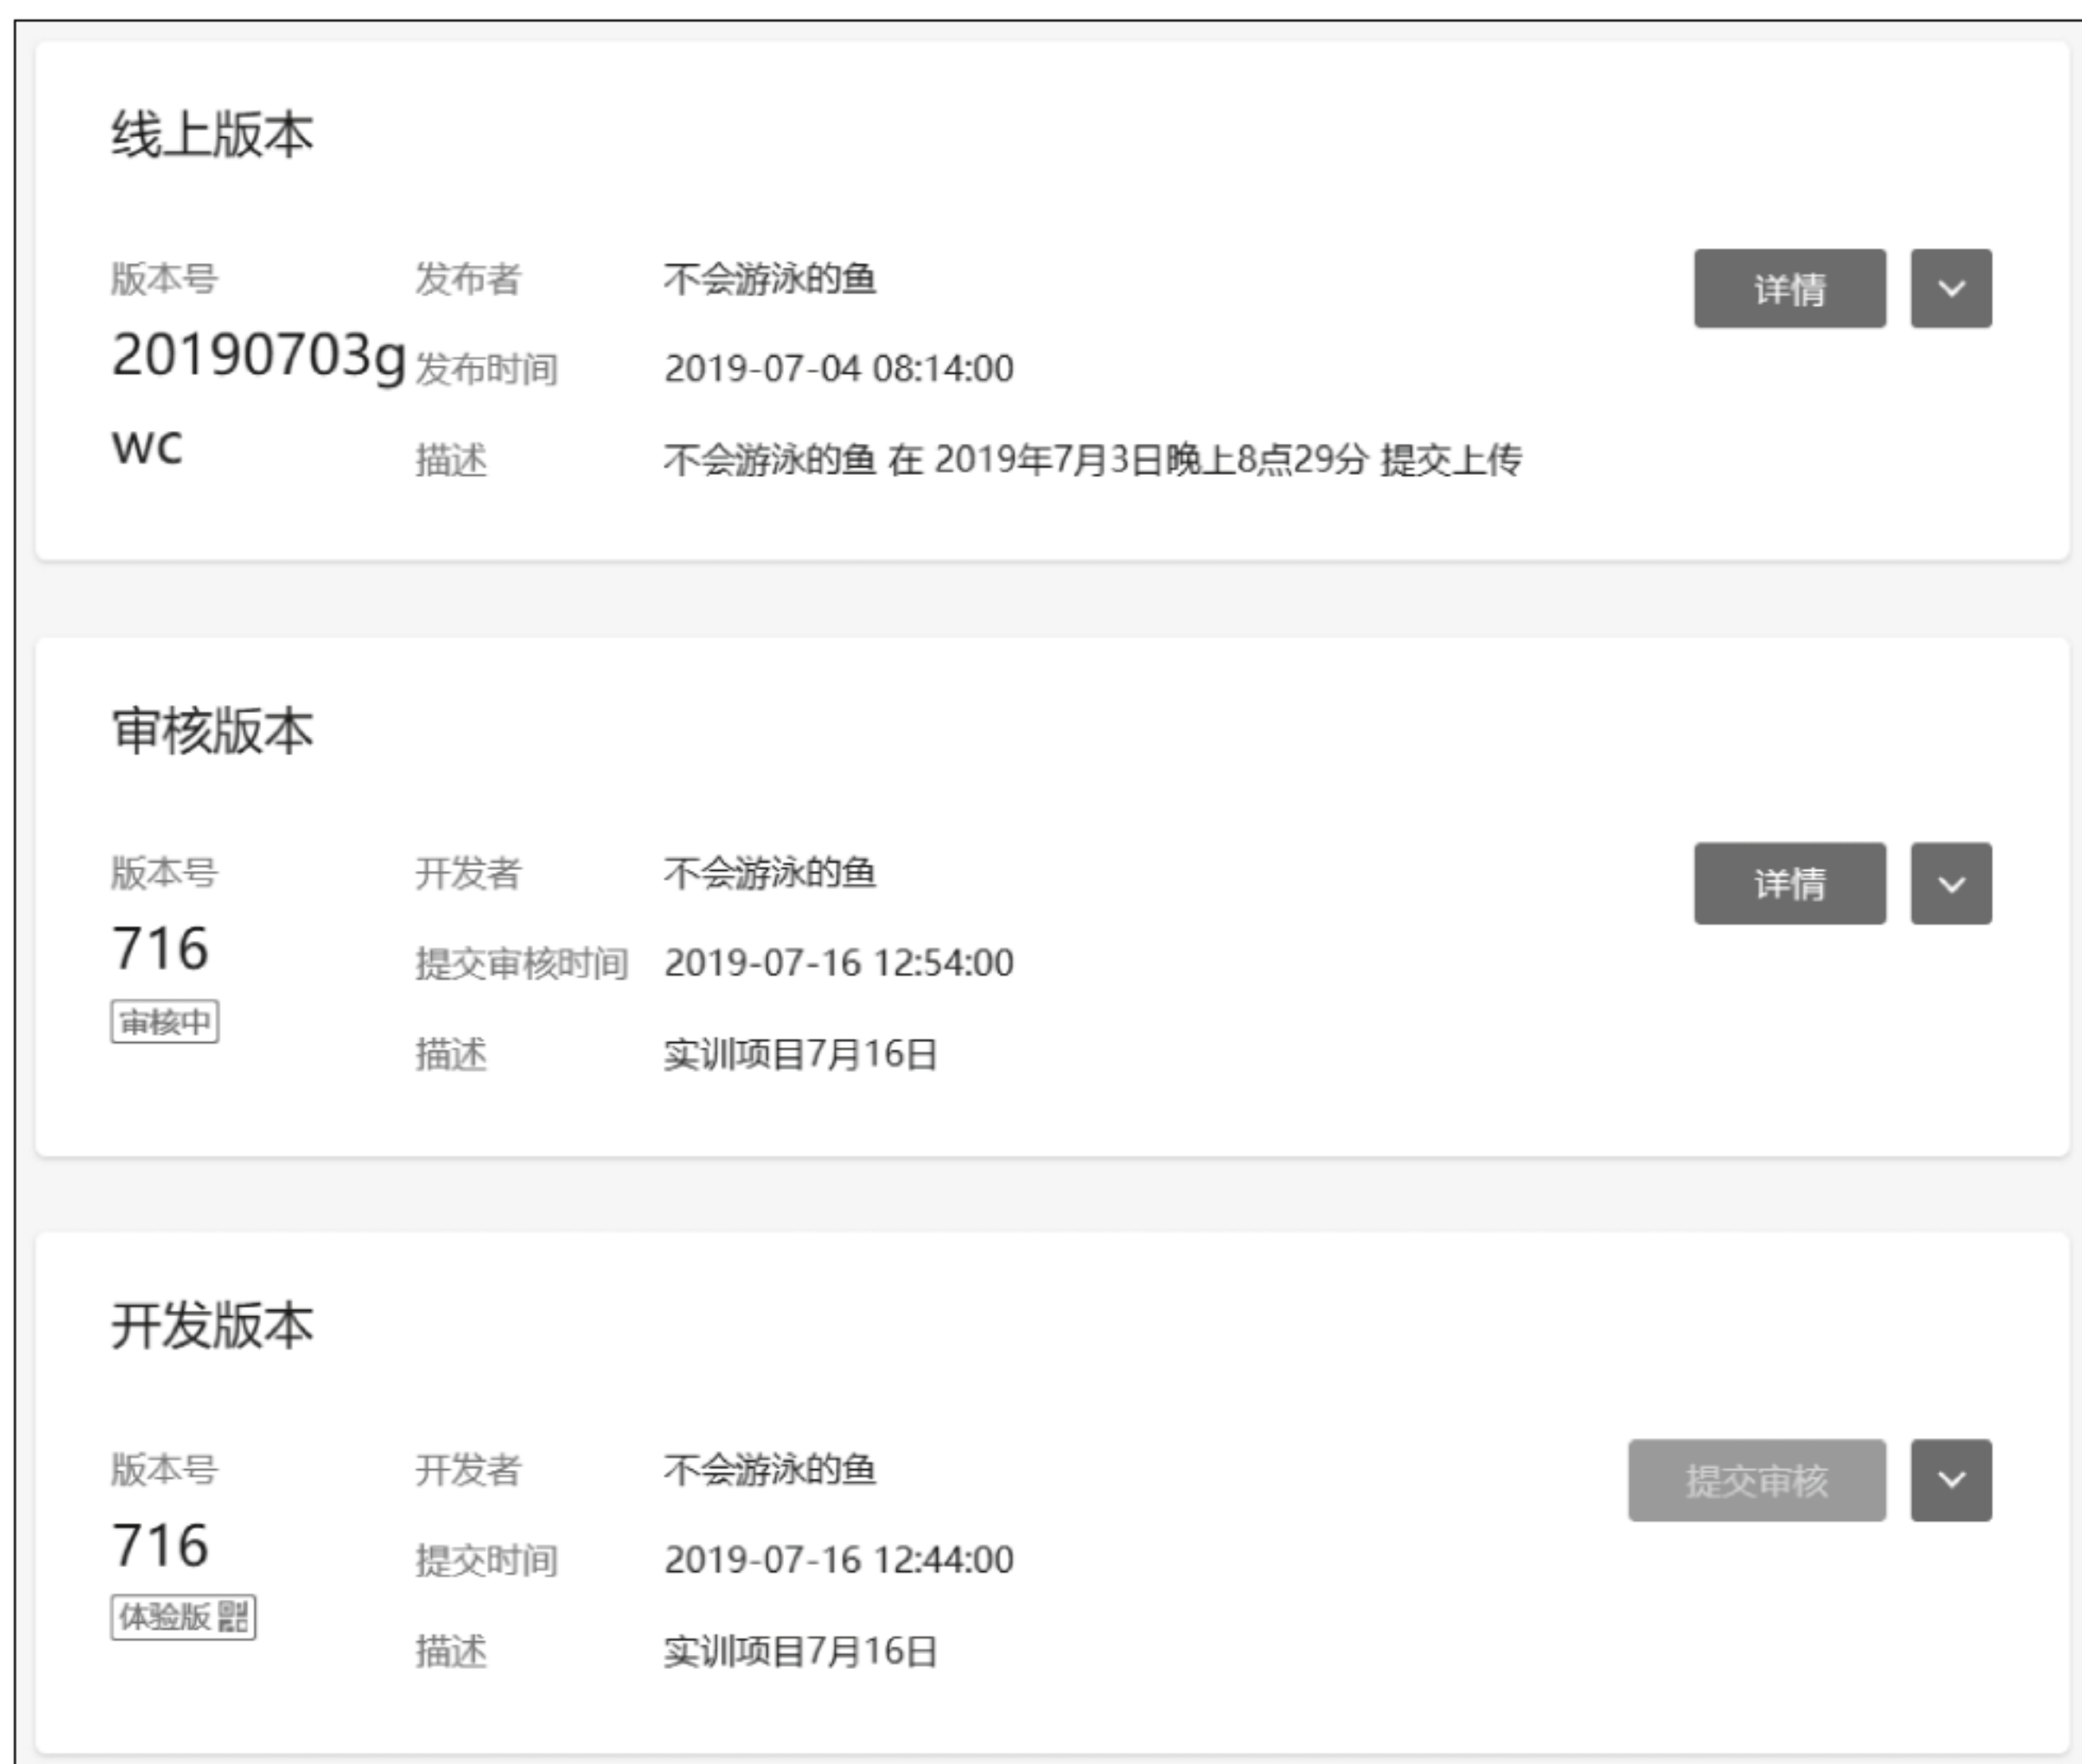 线上版本
版本号 发布者 不会游泳的鱼 详情
20190703g 发布时间 2019-07-04 08:14:00
wc 描述 不会游泳的鱼 在 2019年7月3日晚上8点29分 提交上传
审核版本
版本号 开发者 不会游泳的鱼 详情
716 提交审核时间 2019-07-16 12:54:00
审核中
描述 实训项目7月16日
开发版本
版本号 开发者 不会游泳的鱼 提交审核
716 提交时间 2019-07-16 12:44:00
体验版
描述 实训项目7月16日